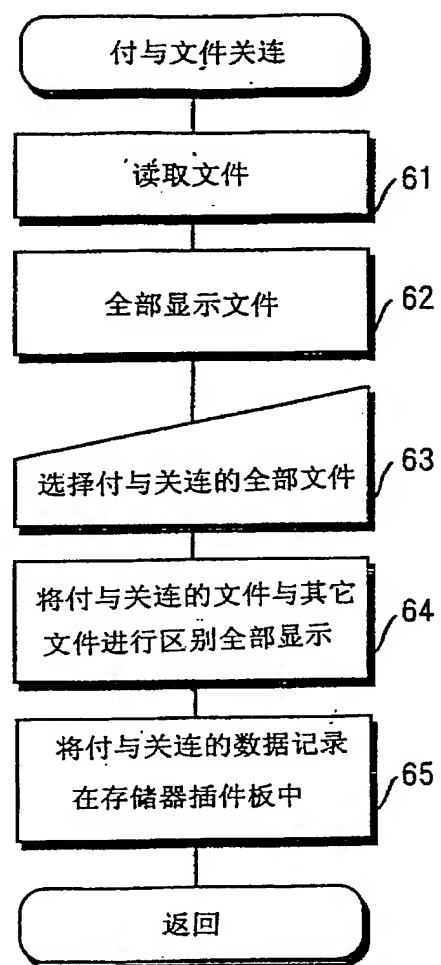 付与文件关连
读取文件
61
全部显示文件
62
选择付与关连的全部文件
63
将付与关连的文件与其它
文件进行区别全部显示
64
将付与关连的数据记录
在存储器插件板中
65
返回